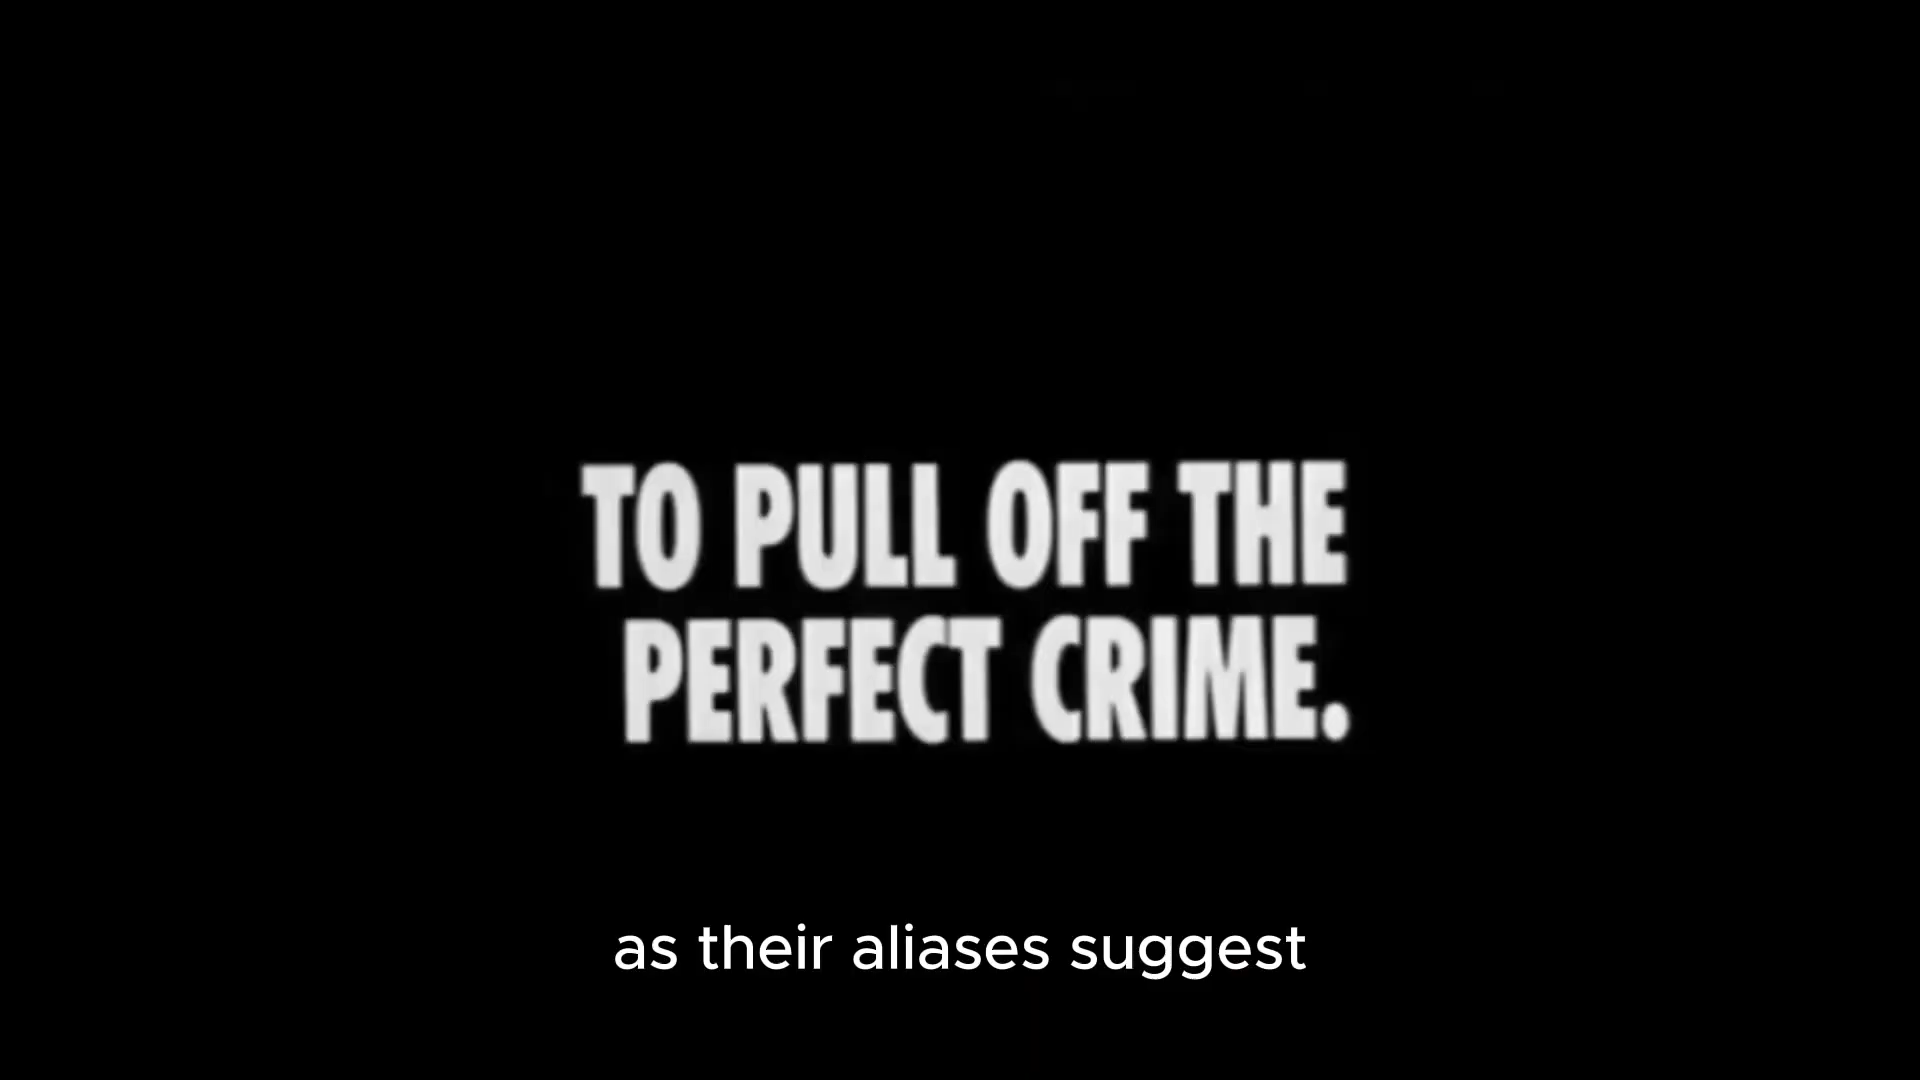 TO PULL OFF THE
PERFECT CRIME.
as their aliases suggest